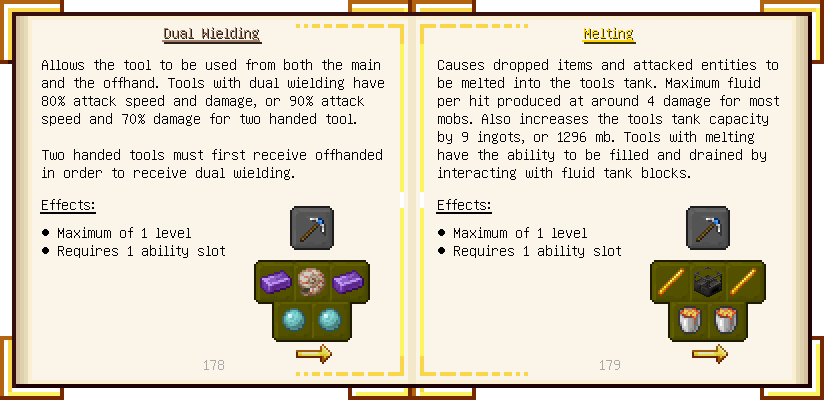 Dual Wielding
Allows the tool to be used from both the main
and the offhand. Tools with dual wielding have
80% attack speed and damage, or 90% attack
speed and 70% damage for two handed tool.
Two handed tools must first receive offhanded
in order to receive dual wielding.
Effects:
● Maximum of 1 level
● Requires 1 ability slot
178
Melting
Causes dropped items and attacked entities to
be melted into the tools tank. Maximum fluid
per hit produced at around 4 damage for most
mobs. Also increases the tools tank capacity
by 9 ingots, or 1296 mb. Tools with melting
have the ability to be filled and drained by
interacting with fluid tank blocks.
Effects:
● Maximum of 1 level
● Requires 1 ability slot
179